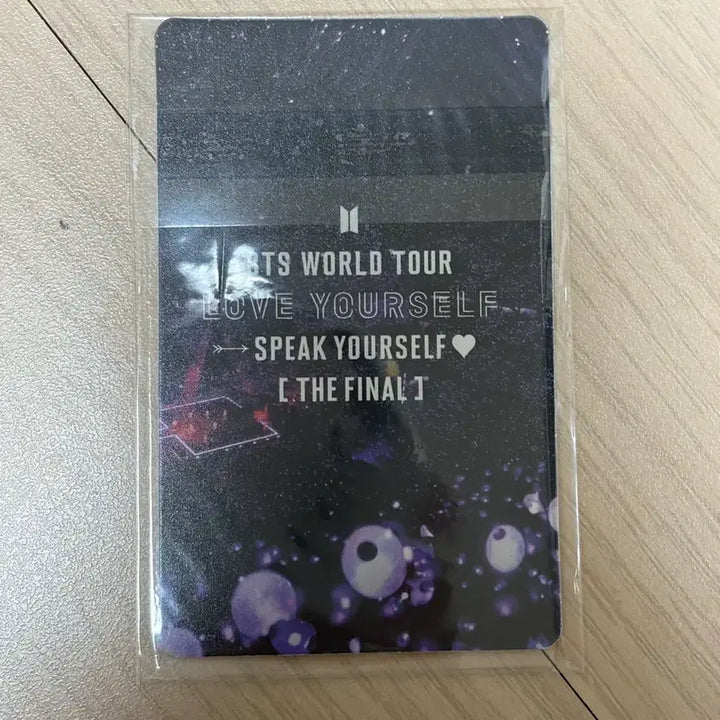 BTS WORLD TOUR
LOVE YOURSELF
SPEAK YOURSELF
[ THE FINAL ]